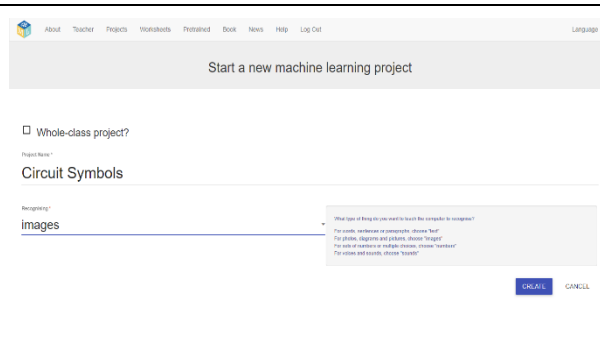 About Teacher Projects Worksheets Pretrained Book News Help Log Out Language
Start a new machine learning project
Whole-class project?
Project Name *
Circuit Symbols
Recognising *
images
What type of thing do you want to teach the computer to recognise?
For words, sentences or paragraphs, choose "text"
For photos, diagrams and pictures, choose "images"
For sets of numbers or multiple choices, choose "numbers"
For voices and sounds, choose "sounds"
CREATE CANCEL